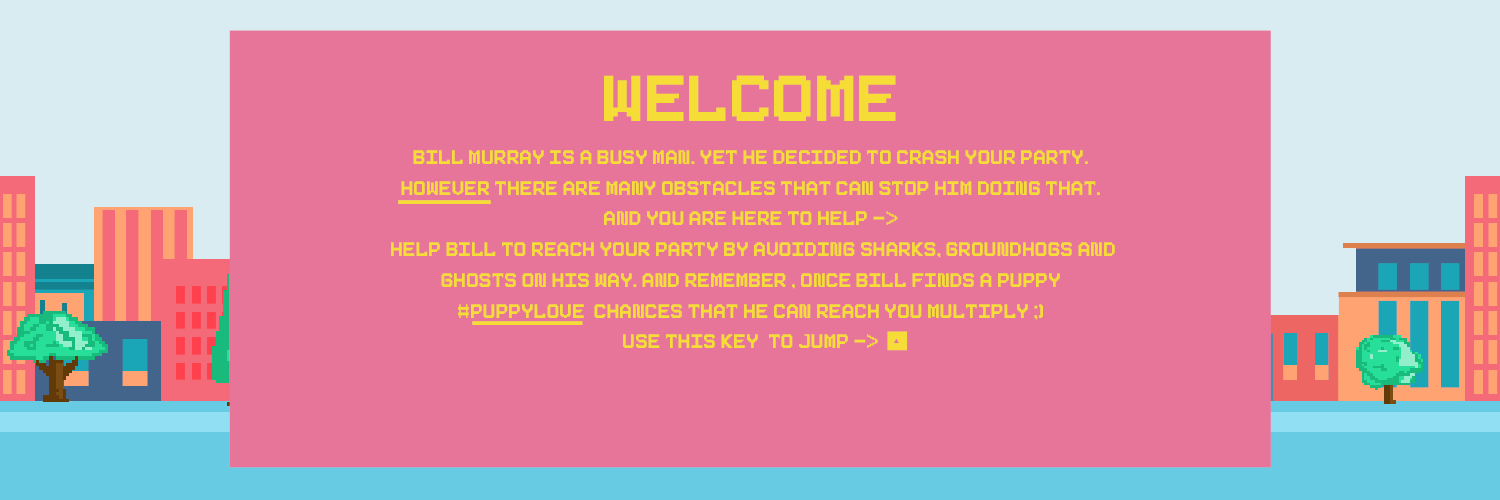 WELCOME
BILL MURRAY IS A BUSY MAN. YET HE DECIDED TO CRASH YOUR PARTY.
HOWEVER THERE ARE MANY OBSTACLES THAT CAN STOP HIM DOING THAT.
AND YOU ARE HERE TO HELP ->
HELP BILL TO REACH YOUR PARTY BY AVOIDING SHARKS, GROUNDHOGS AND
GHOSTS ON HIS WAY. AND REMEMBER , ONCE BILL FINDS A PUPPY
#PUPPYLOVE CHANCES THAT HE CAN REACH YOU MULTIPLY ;)
USE THIS KEY TO JUMP ->